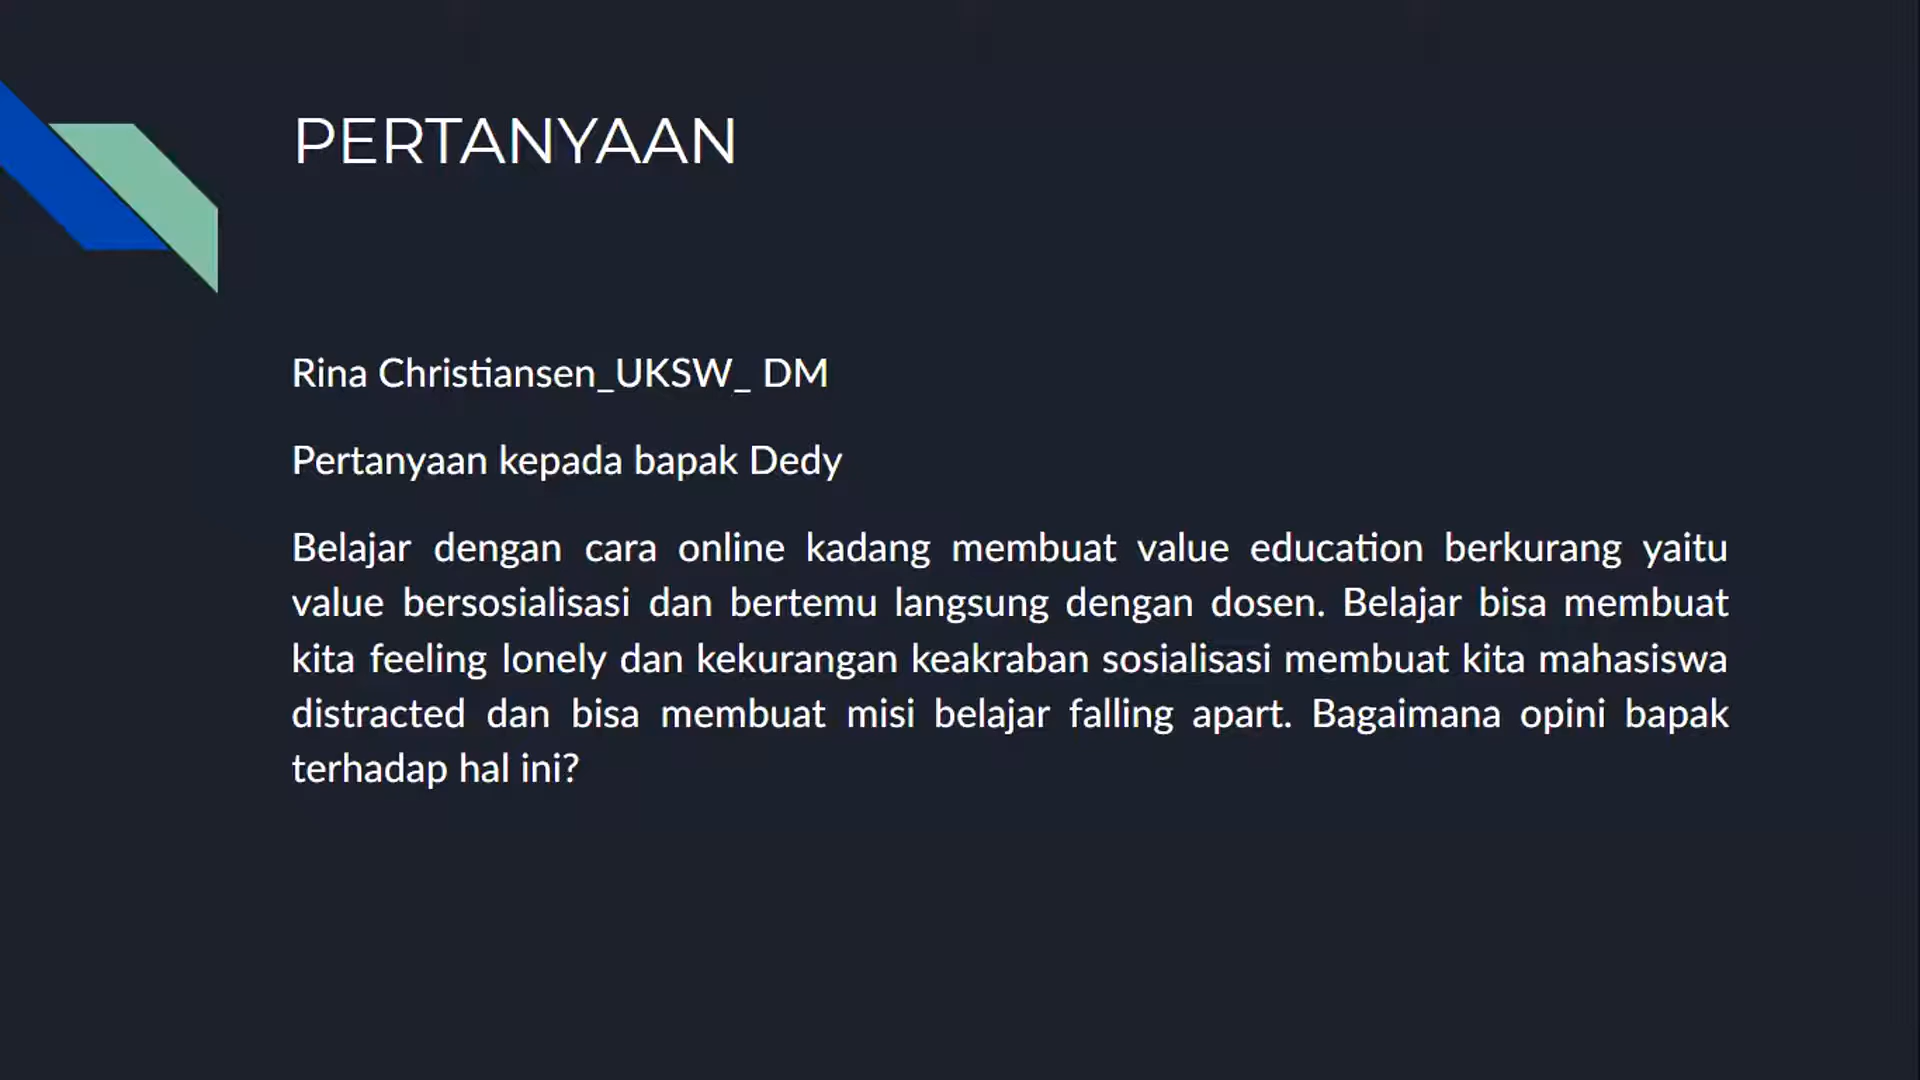 PERTANYAAN
Rina Christiansen_UKSW_ DM
Pertanyaan kepada bapak Dedy
Belajar dengan cara online kadang membuat value education berkurang yaitu
value bersosialisasi dan bertemu langsung dengan dosen. Belajar bisa membuat
kita feeling lonely dan kekurangan keakraban sosialisasi membuat kita mahasiswa
distracted dan bisa membuat misi belajar falling apart. Bagaimana opini bapak
terhadap hal ini?